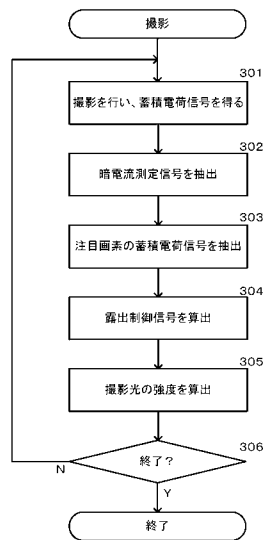 撮影
301
撮影を行い、蓄積電荷信号を得る
302
暗電流測定信号を抽出
303
注目画素の蓄積電荷信号を抽出
304
露出制御信号を算出
305
撮影光の強度を算出
306
終了？
N
Y
終了